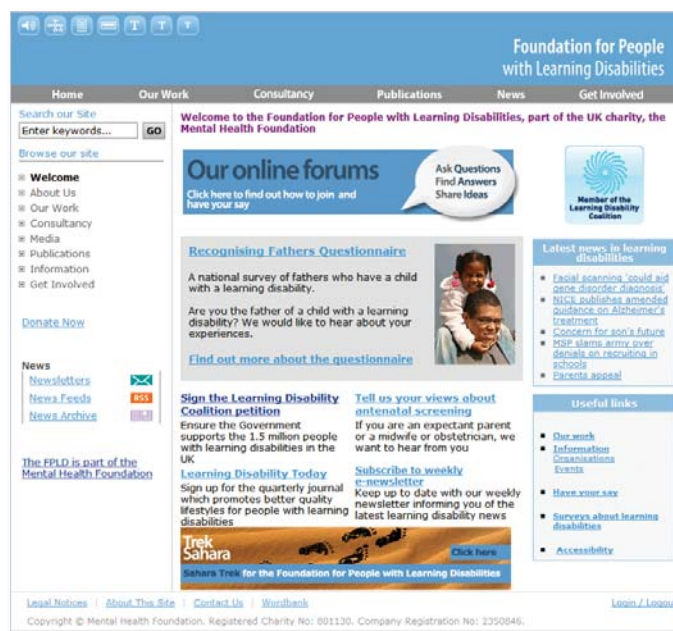 T T T
Foundation for People
with Learning Disabilities
Home Our Work Consultancy Publications News Get Involved
Search our Site
Enter keywords... GO
Browse our site
Welcome
About Us
Our Work
Consultancy
Media
Publications
Information
Get Involved
Donate Now
News
Newsletters
News Feeds RSS
News Archive
The FPLD is part of the
Mental Health Foundation
Welcome to the Foundation for People with Learning Disabilities, part of the UK charity, the
Mental Health Foundation
Our online forums
Click here to find out how to join and
have your say
Ask Questions
Find Answers
Share Ideas
Member of the
Learning Disability
Coalition
Recognising Fathers Questionnaire
A national survey of fathers who have a child
with a learning disability.
Are you the father of a child with a learning
disability? We would like to hear about your
experiences.
Find out more about the questionnaire
Sign the Learning Disability
Coalition petition
Ensure the Government
supports the 1.5 million people
with learning disabilities in the
UK
Learning Disability Today
Sign up for the quarterly journal
which promotes better quality
lifestyles for people with learning
disabilities
Tell us your views about
antenatal screening
If you are an expectant parent
or a midwife or obstetrician, we
want to hear from you
Subscribe to weekly
e-newsletter
Keep up to date with our weekly
newsletter informing you of the
latest learning disability news
Trek
Sahara
Click here
Sahara Trek for the Foundation for People with Learning Disabilities
Latest news in learning
disabilities
Facial scanning 'could aid
gene disorder diagnosis'
NICE publishes amended
guidance on Alzheimer's
treatment
Concern for son's future
MSP slams army over
denials on recruiting in
schools
Parents appeal
Useful links
Our work
Information
Organisations
Events
Have your say
Surveys about learning
disabilities
Accessibility
Legal Notices | About This Site | Contact Us | Wordbank
Login / Logou
Copyright © Mental Health Foundation. Registered Charity No: 801130. Company Registration No: 2350846.